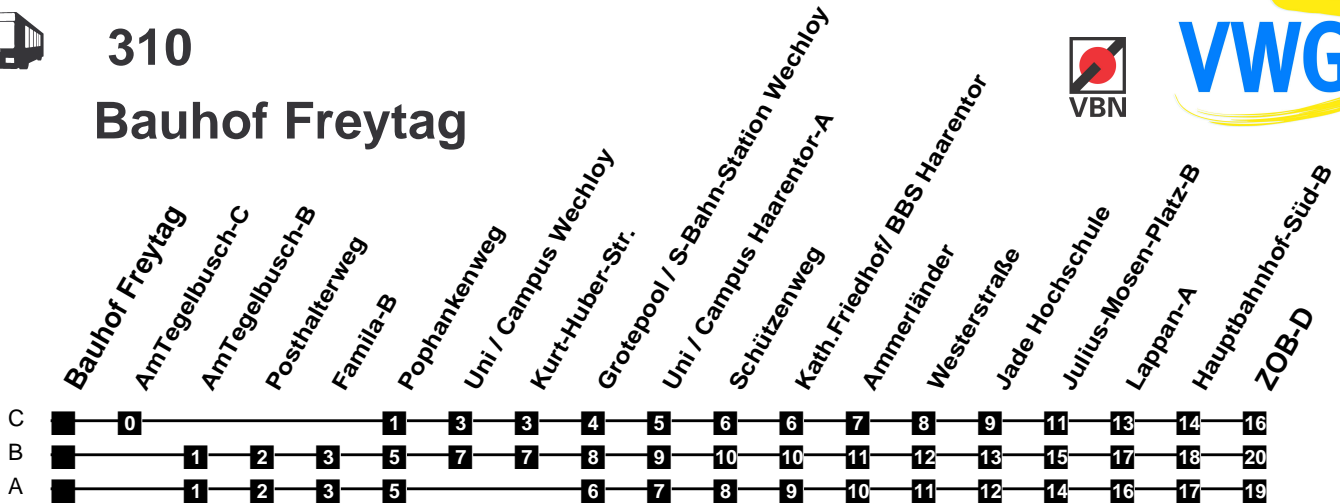 310
Bauhof Freytag
VBN
VWG
Bauhof Freytag
AmTegelbusch-C
AmTegelbusch-B
Posthalterweg
Famila-B
Pophankenweg
Uni / Campus Wechloy
Kurt-Huber-Str.
Grotepool / S-Bahn-Station Wechloy
Uni / Campus Haarentor-A
Schützenweg
Kath.Friedhof/ BBS Haarentor
Ammerländer
Westerstraße
Jade Hochschule
Julius-Mosen-Platz-B
Lappan-A
Hauptbahnhof-Süd-B
ZOB-D
C 0 1 3 3 4 5 6 6 7 8 9 11 13 14 16
B 1 2 3 5 7 7 8 9 10 10 11 12 13 15 17 18 20
A 1 2 3 5 6 7 8 9 10 11 12 14 16 17 19